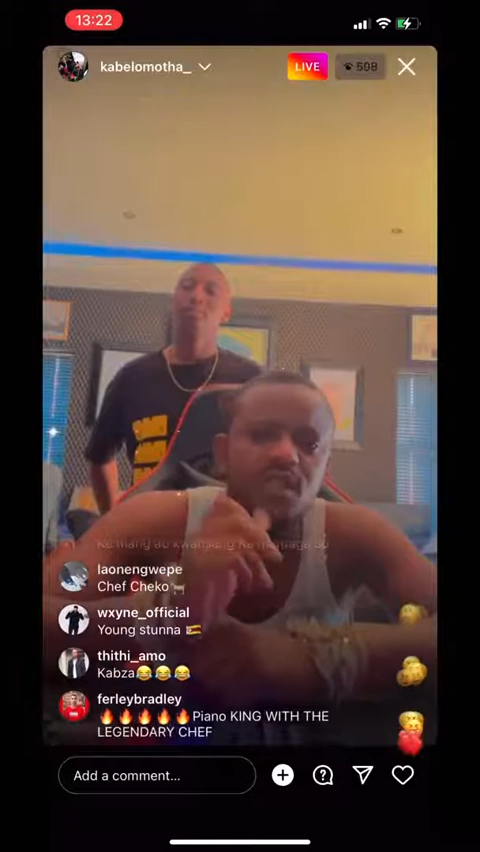 13:22
kabelomotha_
LIVE
598
laonengwepe
Chef Cheko🐂
wxyne_official
Young stunna 🇿🇼
thithi_amo
Kabza😂😂😂
ferleybradley
🔥🔥🔥🔥🔥Piano KING WITH THE
LEGENDARY CHEF
Add a comment...